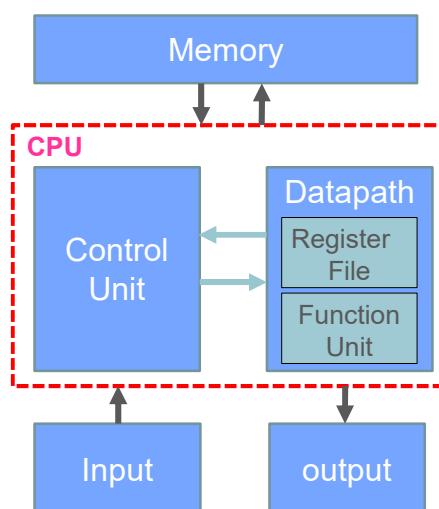 Memory
CPU
Control
Unit
Datapath
Register
File
Function
Unit
Input
output